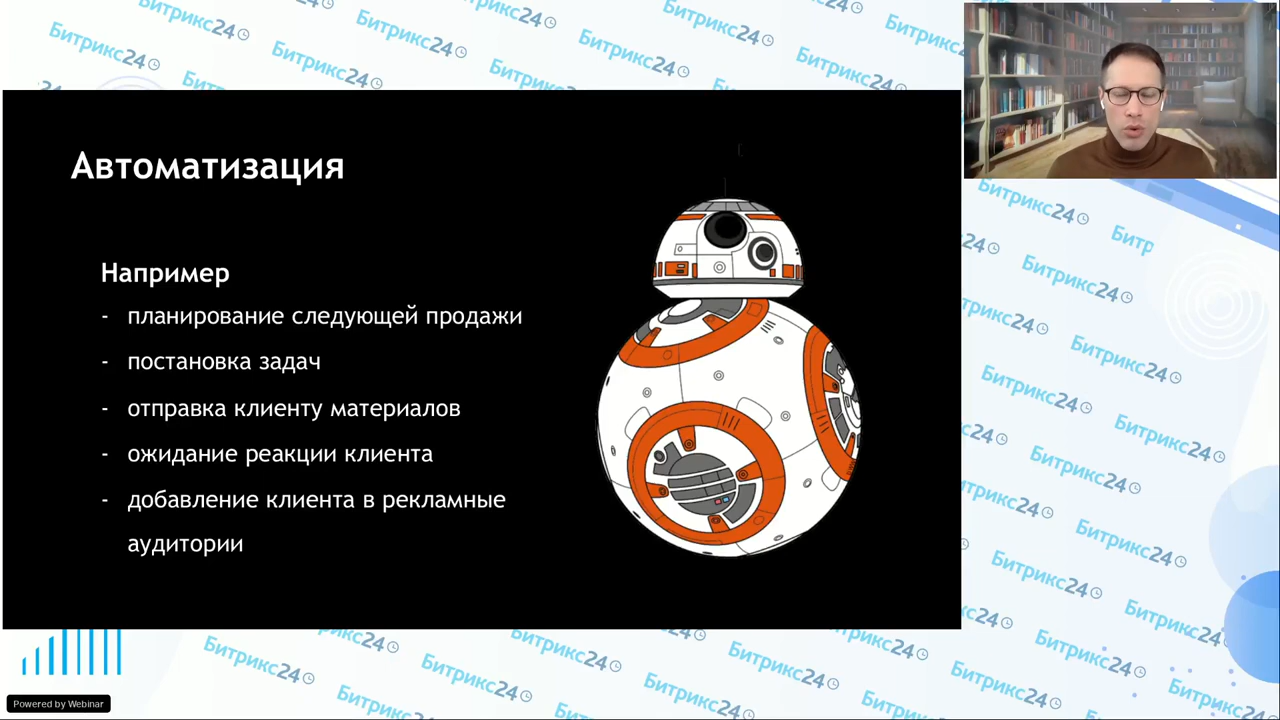 Автоматизация
Например
- планирование следующей продажи
- постановка задач
- отправка клиенту материалов
- ожидание реакции клиента
- добавление клиента в рекламные
аудитории
Битрикс24
Powered by Webinar